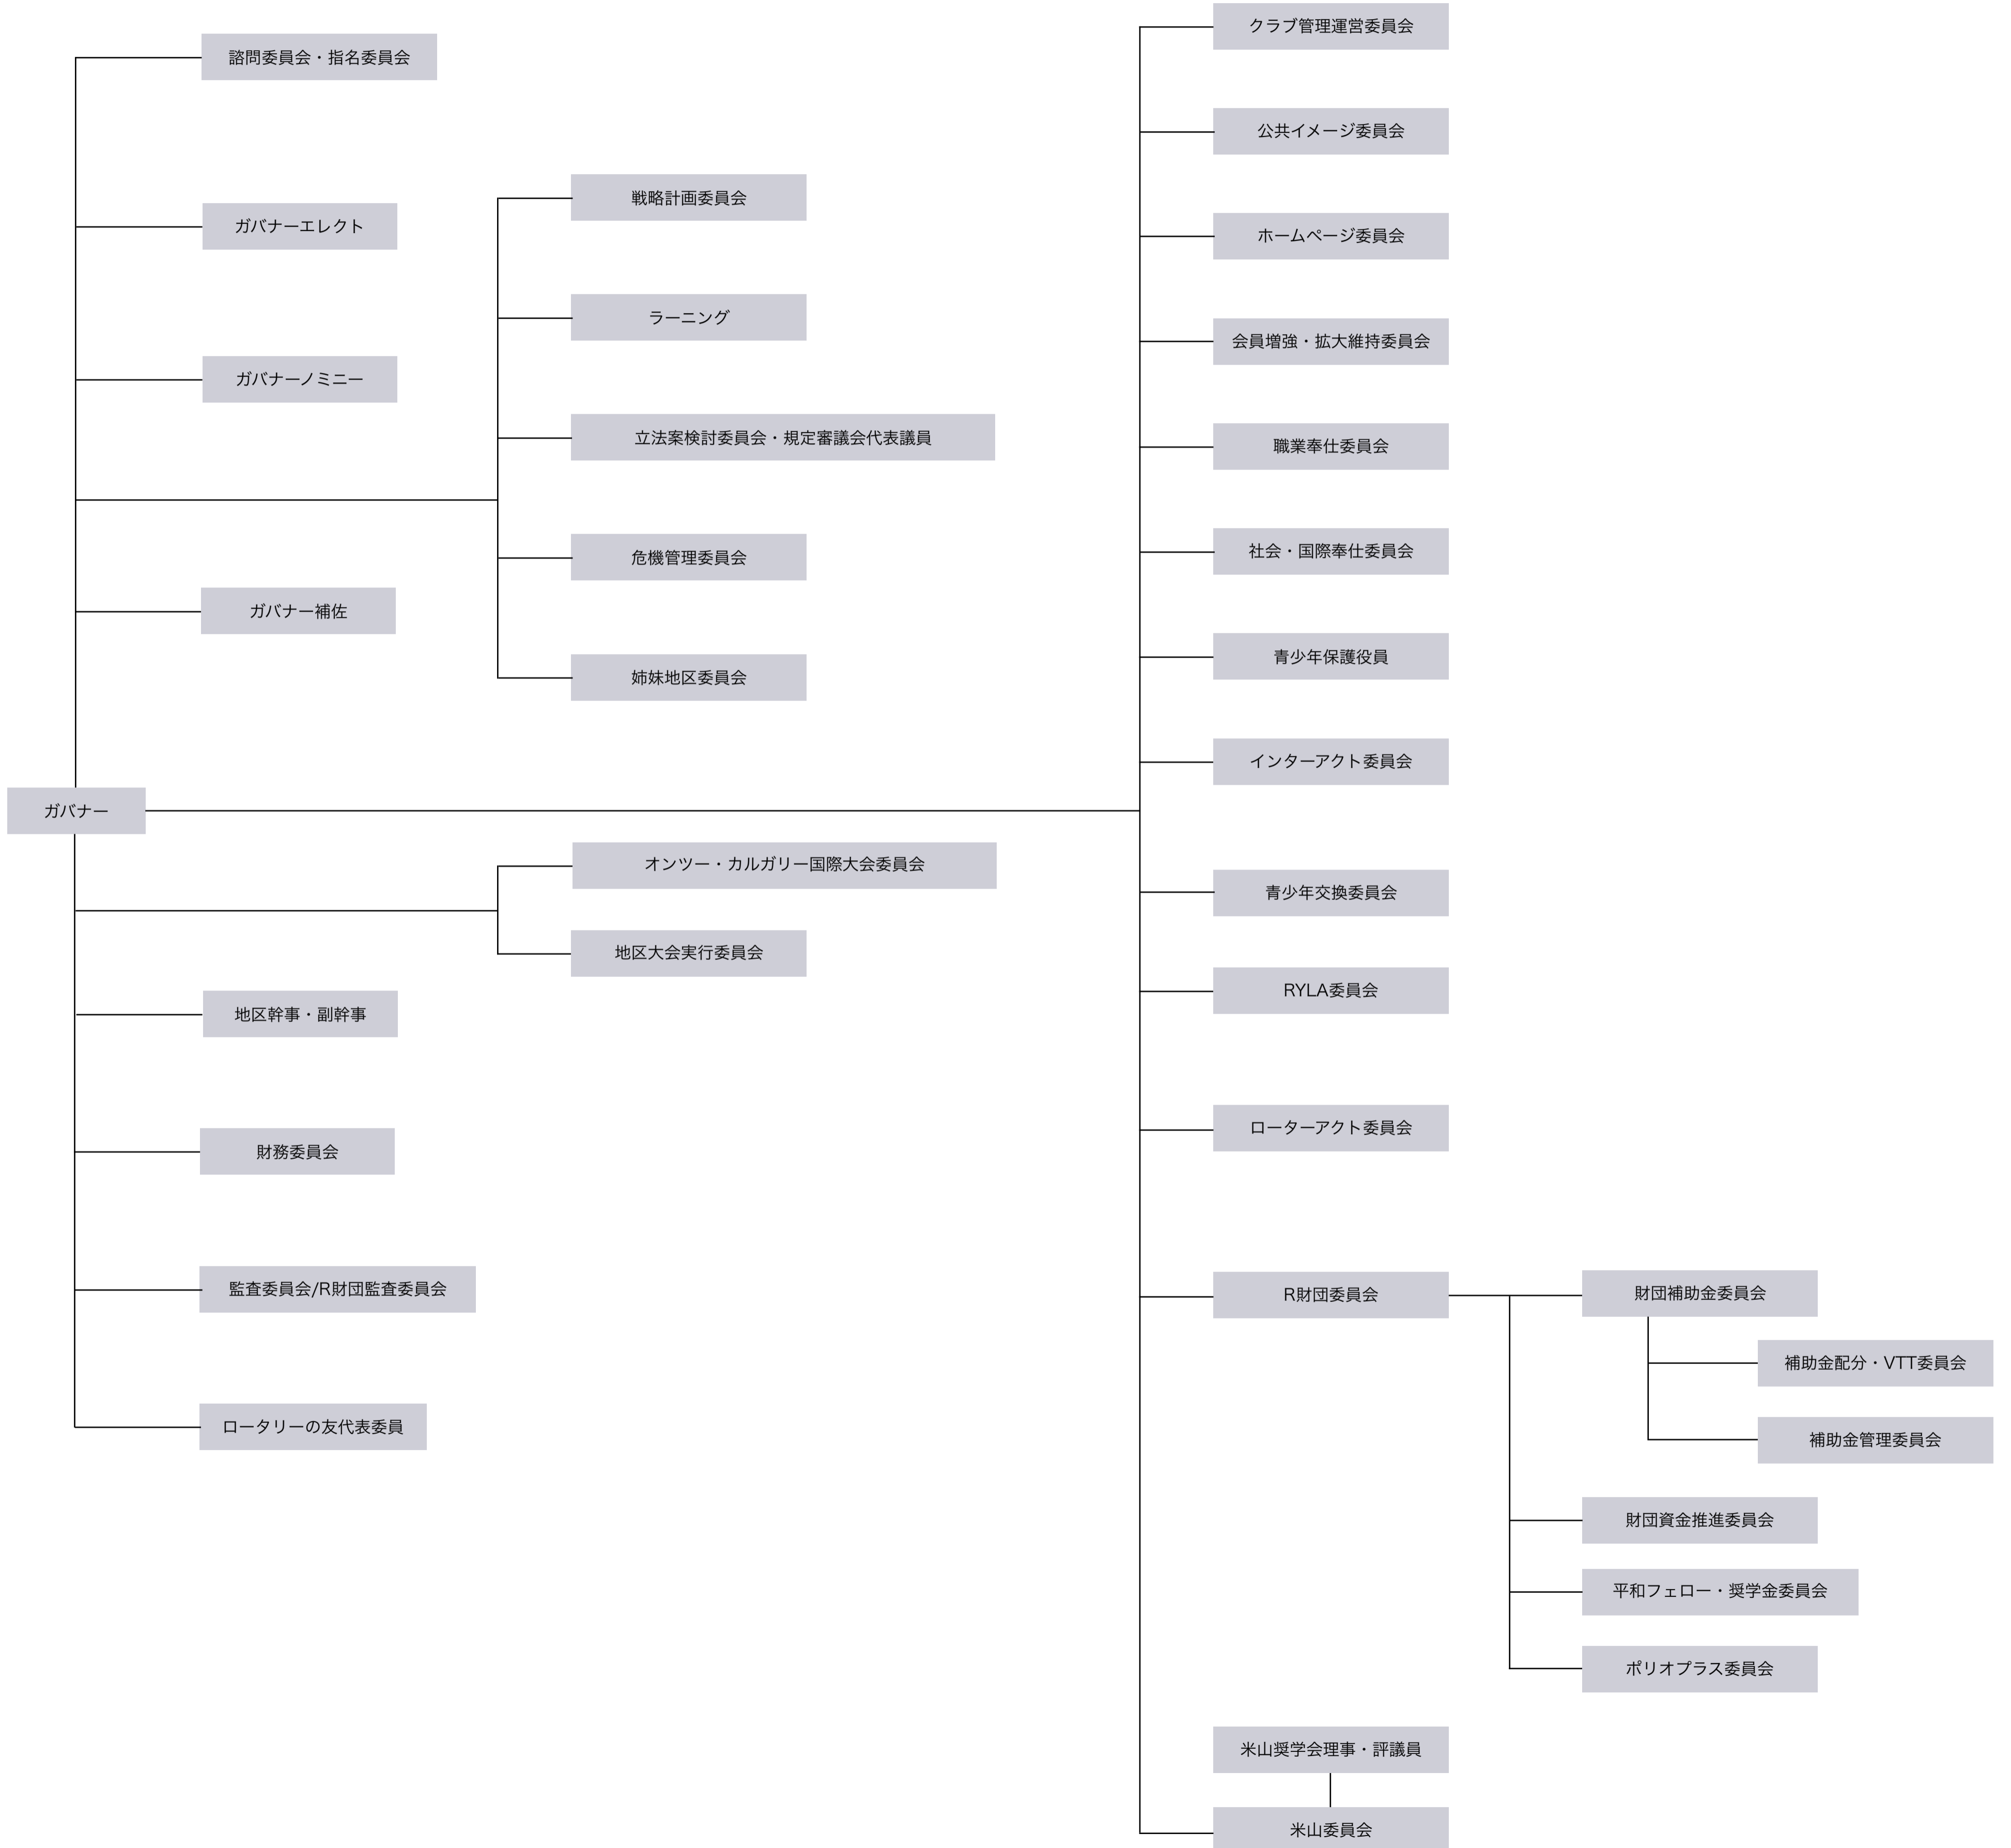 諮問委員会・指名委員会
ガバナーエレクト
ガバナーノミニー
戦略計画委員会
ラーニング
立法案検討委員会・規定審議会代表議員
危機管理委員会
姉妹地区委員会
ガバナー補佐
ガバナー
オンツー・カルガリー国際大会委員会
地区大会実行委員会
地区幹事・副幹事
財務委員会
監査委員会/R財団監査委員会
ロータリーの友代表委員
クラブ管理運営委員会
公共イメージ委員会
ホームページ委員会
会員増強・拡大維持委員会
職業奉仕委員会
社会・国際奉仕委員会
青少年保護役員
インターアクト委員会
青少年交換委員会
RYLA委員会
ローターアクト委員会
R財団委員会
財団補助金委員会
補助金配分・VTT委員会
補助金管理委員会
財団資金推進委員会
平和フェロー・奨学金委員会
ポリオプラス委員会
米山奨学会理事・評議員
米山委員会